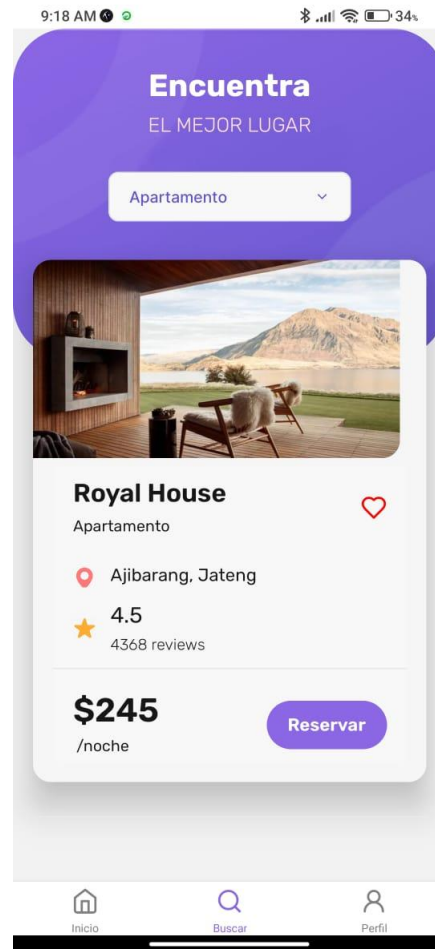 9:18 AM
34%
Encuentra
EL MEJOR LUGAR
Apartamento
Royal House
Apartamento
Ajibarang, Jateng
4.5
4368 reviews
$245
/noche
Reservar
Inicio
Buscar
Perfil